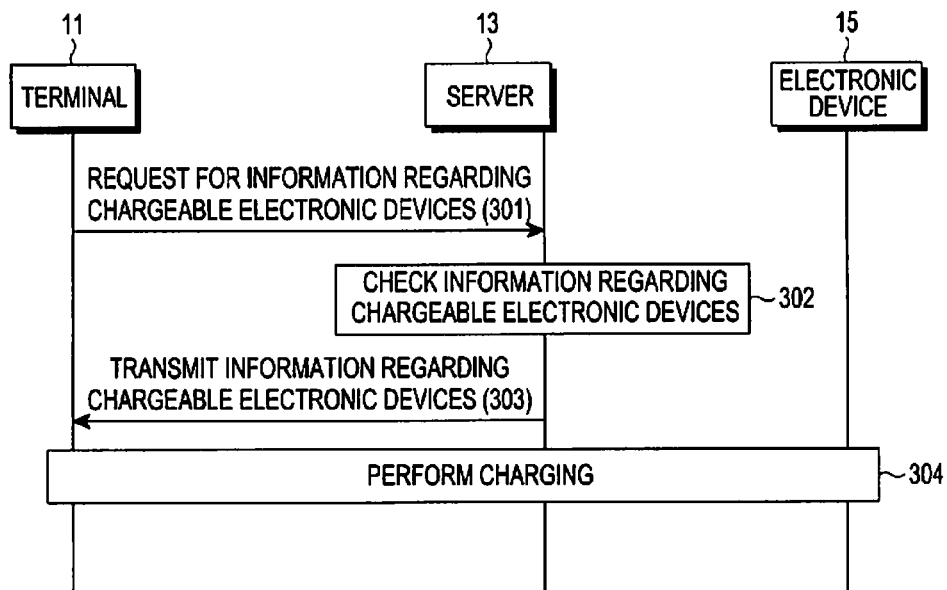 11
13
15
TERMINAL
SERVER
ELECTRONIC
DEVICE
REQUEST FOR INFORMATION REGARDING
CHARGEABLE ELECTRONIC DEVICES (301)
CHECK INFORMATION REGARDING
CHARGEABLE ELECTRONIC DEVICES
302
TRANSMIT INFORMATION REGARDING
CHARGEABLE ELECTRONIC DEVICES (303)
PERFORM CHARGING
304